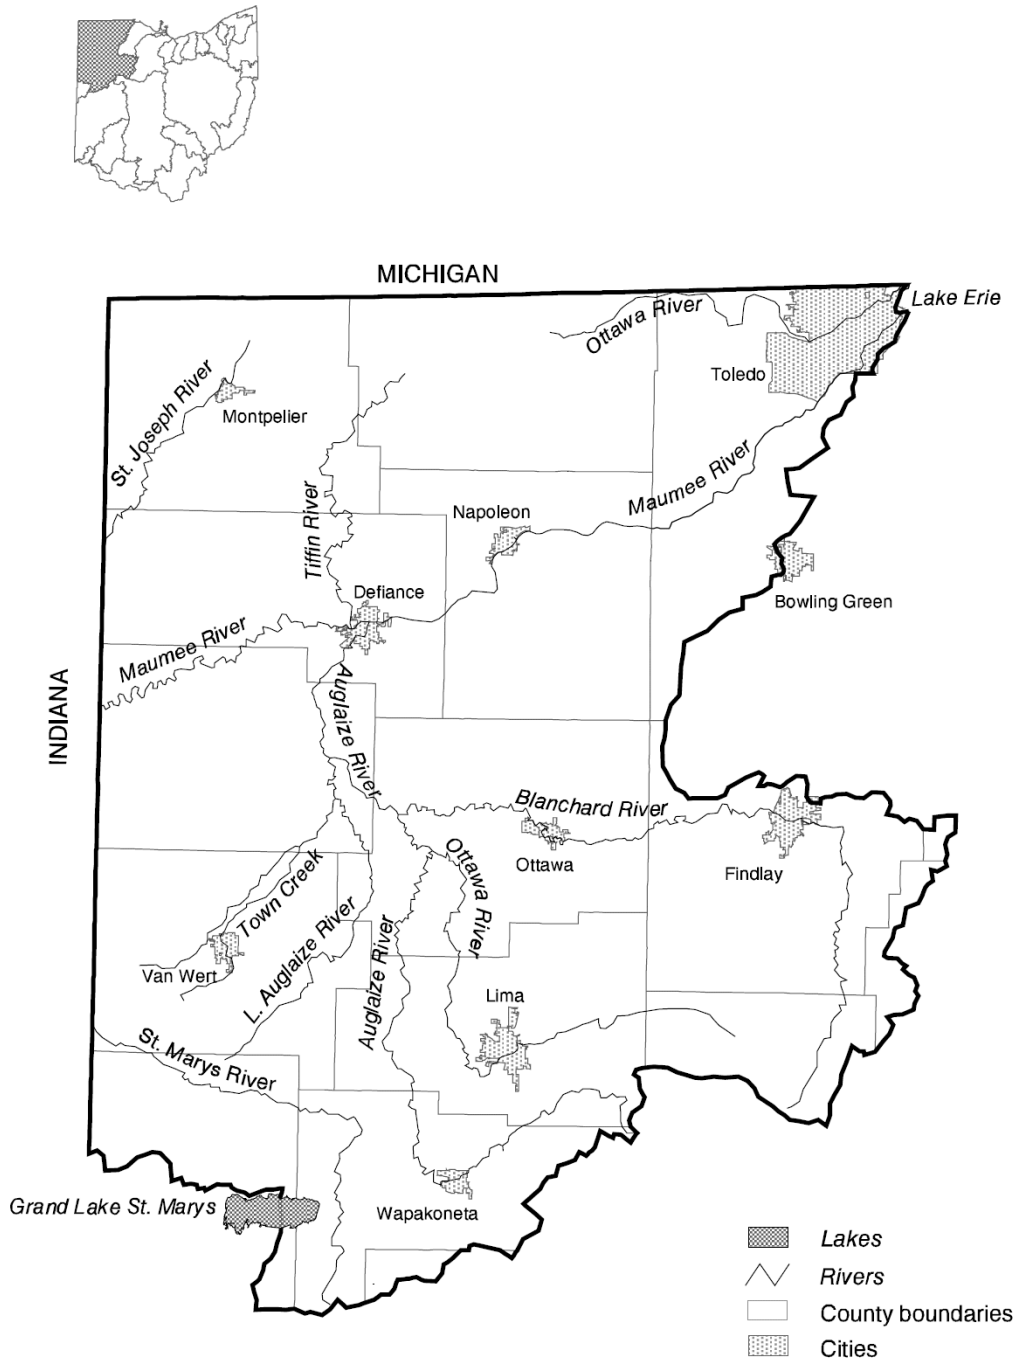 MICHIGAN
Lake Erie
Ottawa River
Toledo
St. Joseph River
Montpelier
Maumee River
Tiffin River
Napoleon
Defiance
Bowling Green
Maumee River
INDIANA
Auglaize River
Blanchard River
Ottawa
Findlay
Ottawa River
Town Creek
L. Auglaize River
Auglaize River
Van Wert
Lima
St. Marys River
Grand Lake St. Marys
Wapakoneta
Lakes
Rivers
County boundaries
Cities